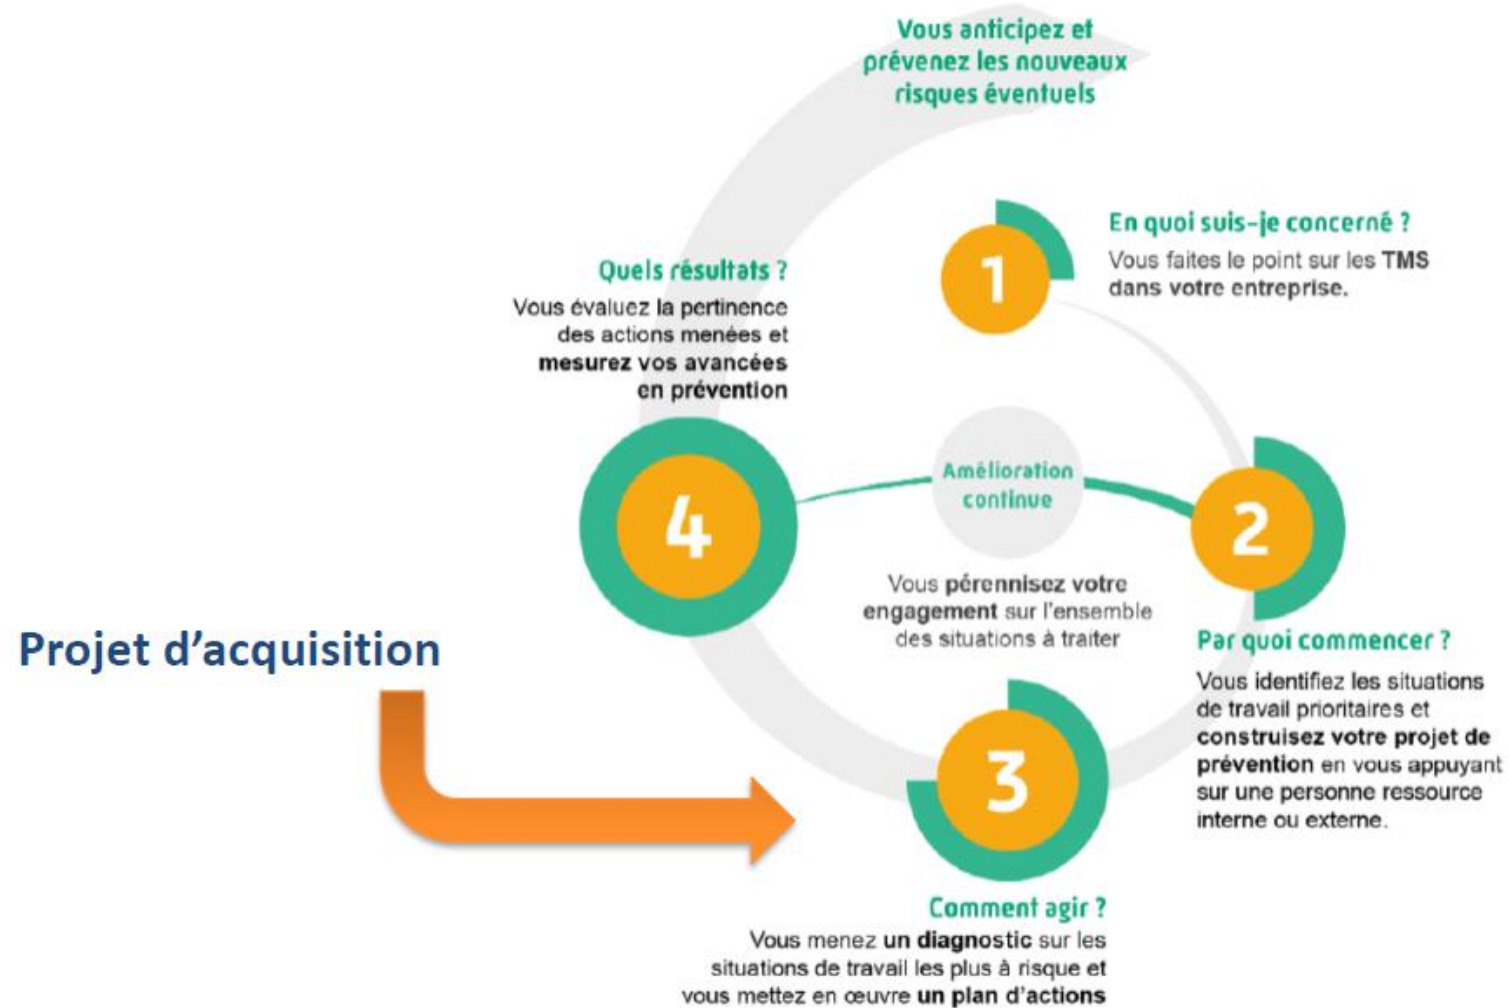 Vous anticipez et
prévenez les nouveaux
risques éventuels
1
En quoi suis-je concerné ?
Vous faites le point sur les TMS
dans votre entreprise.
Quels résultats ?
Vous évaluez la pertinence
des actions menées et
mesurez vos avancées
en prévention
4
Amélioration
continue
2
Vous pérennisez votre
engagement sur l'ensemble
des situations à traiter
Par quoi commencer ?
Vous identifiez les situations
de travail prioritaires et
construisez votre projet de
prévention en vous appuyant
sur une personne ressource
interne ou externe.
Projet d'acquisition
3
Comment agir ?
Vous menez un diagnostic sur les
situations de travail les plus à risque et
vous mettez en œuvre un plan d'actions